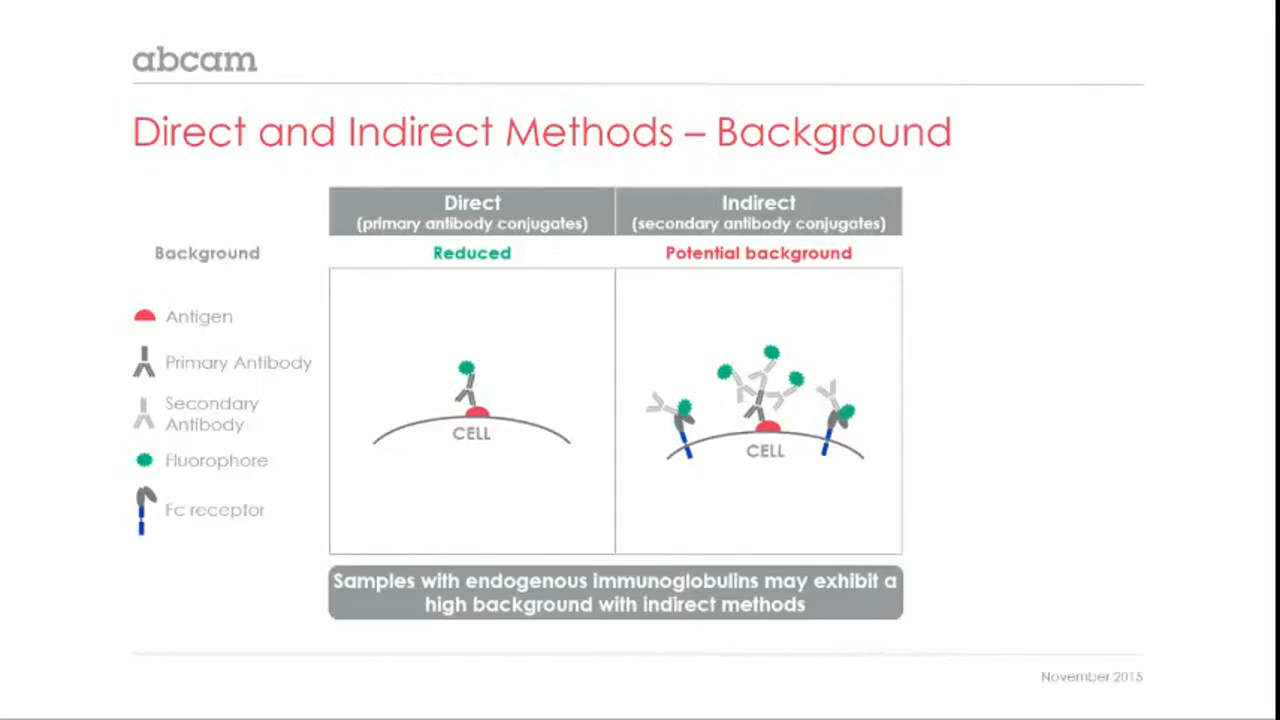 abcam
Direct and Indirect Methods – Background
Direct
(primary antibody conjugates)
Indirect
(secondary antibody conjugates)
Background
Reduced
Potential background
Antigen
Primary Antibody
Secondary
Antibody
Fluorophore
Fc receptor
CELL
CELL
Samples with endogenous immunoglobulins may exhibit a
high background with indirect methods
November 2015